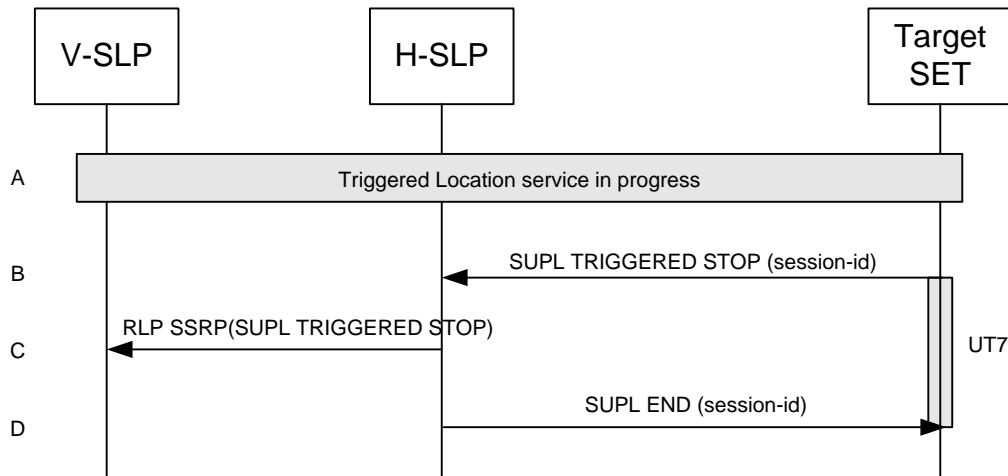 V-SLP
H-SLP
Target
SET
A
Triggered Location service in progress
B
SUPL TRIGGERED STOP (session-id)
RLP SSRP(SUPL TRIGGERED STOP)
C
UT7
SUPL END (session-id)
D